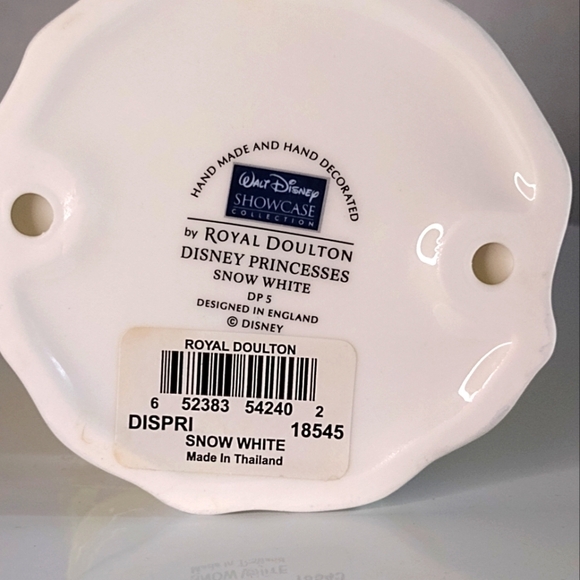 HAND MADE AND HAND DECORATED
Walt Disney
SHOWCASE
COLLECTION
by ROYAL DOULTON
DISNEY PRINCESSES
SNOW WHITE
DP 5
DESIGNED IN ENGLAND
© DISNEY
ROYAL DOULTON
6 52383 54240 2
DISPRI 18545
SNOW WHITE
Made In Thailand